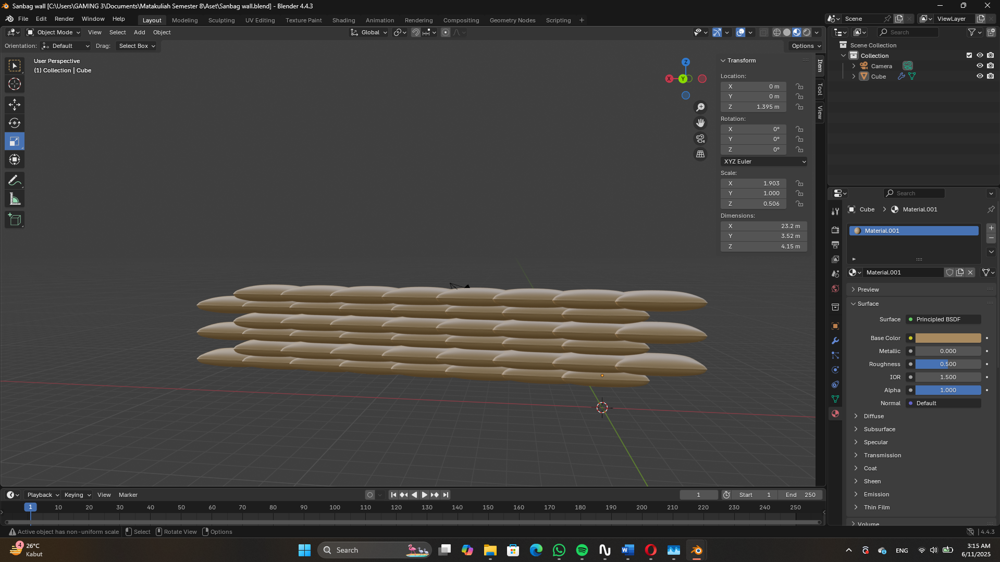 Sanbag wall [C:\Users\GAMING 3\Documents\Matakuliah Semester 8\Aset\Sanbag wall.blend] - Blender 4.4.3
File Edit Render Window Help Layout Modeling Sculpting UV Editing Texture Paint Shading Animation Rendering Compositing Geometry Nodes Scripting + Scene ViewLayer
Object Mode View Select Add Object Global Search
Orientation: Default Drag: Select Box Options
User Perspective
(1) Collection | Cube
Z
X
Y
Item
Tool
View
Transform
Location:
X 0 m
Y 0 m
Z 1.395 m
Rotation:
X 0°
Y 0°
Z 0°
XYZ Euler
Scale:
X 1.903
Y 1.000
Z 0.506
Dimensions:
X 23.2 m
Y 3.52 m
Z 4.15 m
Scene Collection
Collection
Camera
Cube
Search
Cube > Material.001
Material.001
Material.001
Preview
Surface
Surface Principled BSDF
Base Color
Metallic 0.000
Roughness 0.500
IOR 1.500
Alpha 1.000
Normal Default
Diffuse
Subsurface
Specular
Transmission
Coat
Sheen
Emission
Thin Film
Volume
Playback Keying View Marker 1 Start 1 End 250
1 10 20 30 40 50 60 70 80 90 100 110 120 130 140 150 160 170 180 190 200 210 220 230 240 250
Active object has non-uniform scale Select Rotate View Options 4.4.3
4
26°C
Kabut
Search
ENG
3:15 AM
6/11/2025